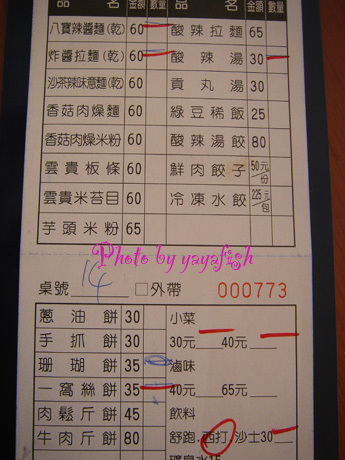 品 名 金額 數量 品 名 金額 數量
八寶辣醬麵(乾) 60 酸辣拉麵 65
炸醬拉麵(乾) 60 酸辣湯 30
沙茶辣味意麵(乾) 60 貢丸湯
香菇肉燥麵 60 綠豆稀飯 25
香菇肉燥米粉 60 酸辣湯餃 80
雲貴板條 60 鮮肉餃子 50元/份
雲貴米苔目 60 冷凍水餃 225元/包
芋頭米粉 65
Photo by yayafish
桌號 14 □外帶 000773
蔥油餅 30 小菜
手抓餅 30 30元 40元
珊瑚餅 35 滷味
一窩絲餅 35 40元 65元
肉鬆斤餅 45 飲料
牛肉斤餅 80 舒跑.西打.沙士30
礦泉水15